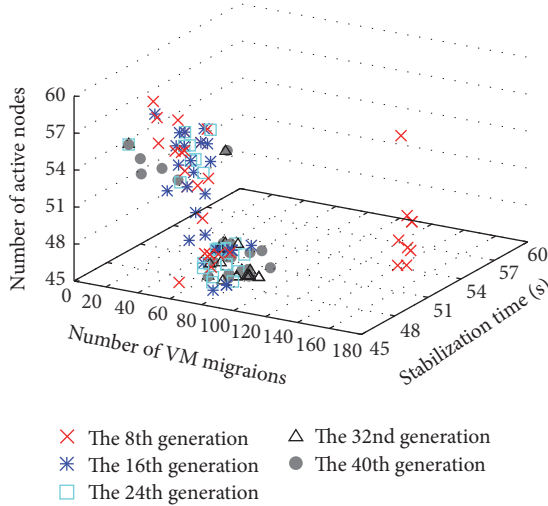 60
57
54
51
48
45
Number of active nodes
0
20
40
60
80
100
120
140
160
180
Number of VM migraions
45
48
51
54
57
60
Stabilization time (s)
The 8th generation
The 32nd generation
The 16th generation
The 40th generation
The 24th generation